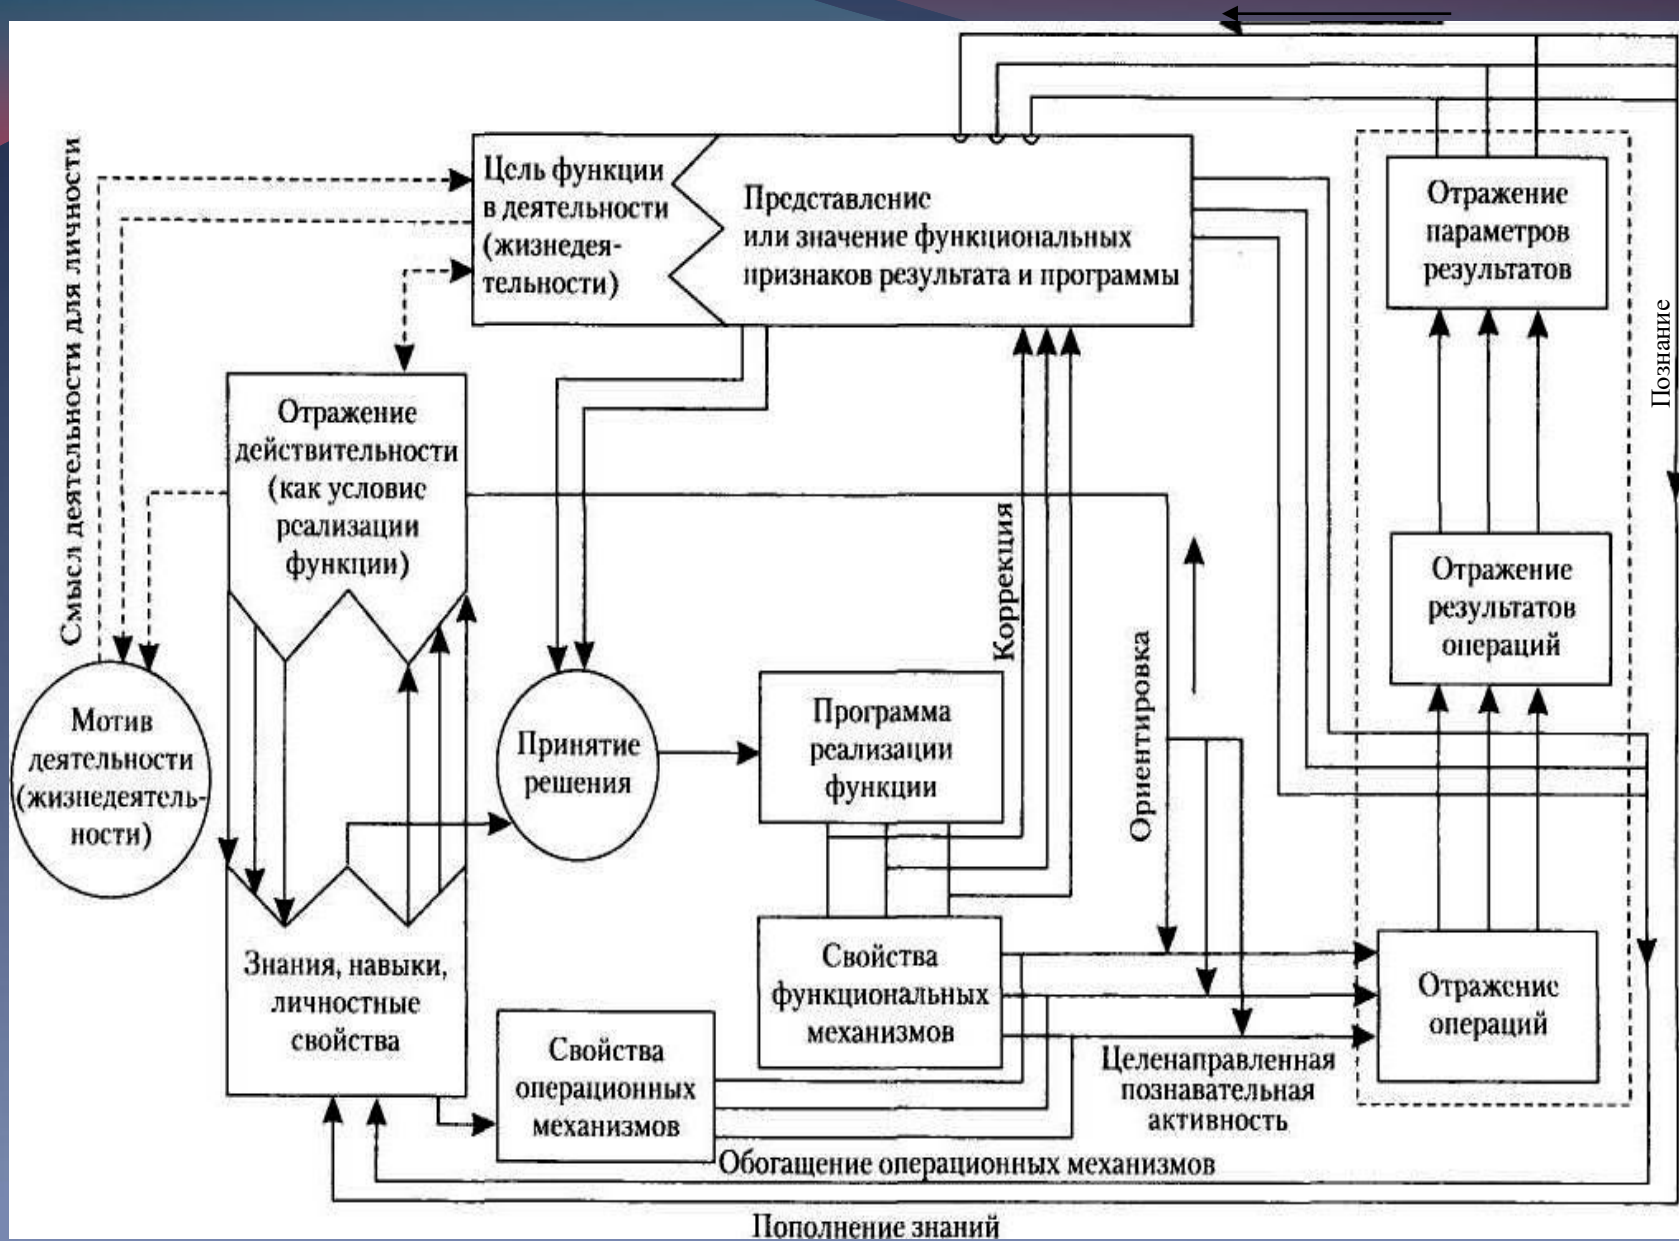 Смысл деятельности для личности
Цель функции
в деятельности
(жизнедея-
тельности)
Представление
или значение функциональных
признаков результата и программы
Отражение
параметров
результатов
Познание
Отражение
действительности
(как условие
реализации
функции)
Коррекция
Отражение
результатов
операций
Ориентировка
Мотив
деятельности
(жизнедеятель-
ности)
Принятие
решения
Программа
реализации
функции
Знания, навыки,
личностные
свойства
Свойства
функциональных
механизмов
Отражение
операций
Свойства
операционных
механизмов
Целенаправленная
познавательная
активность
Обогащение операционных механизмов
Пополнение знаний